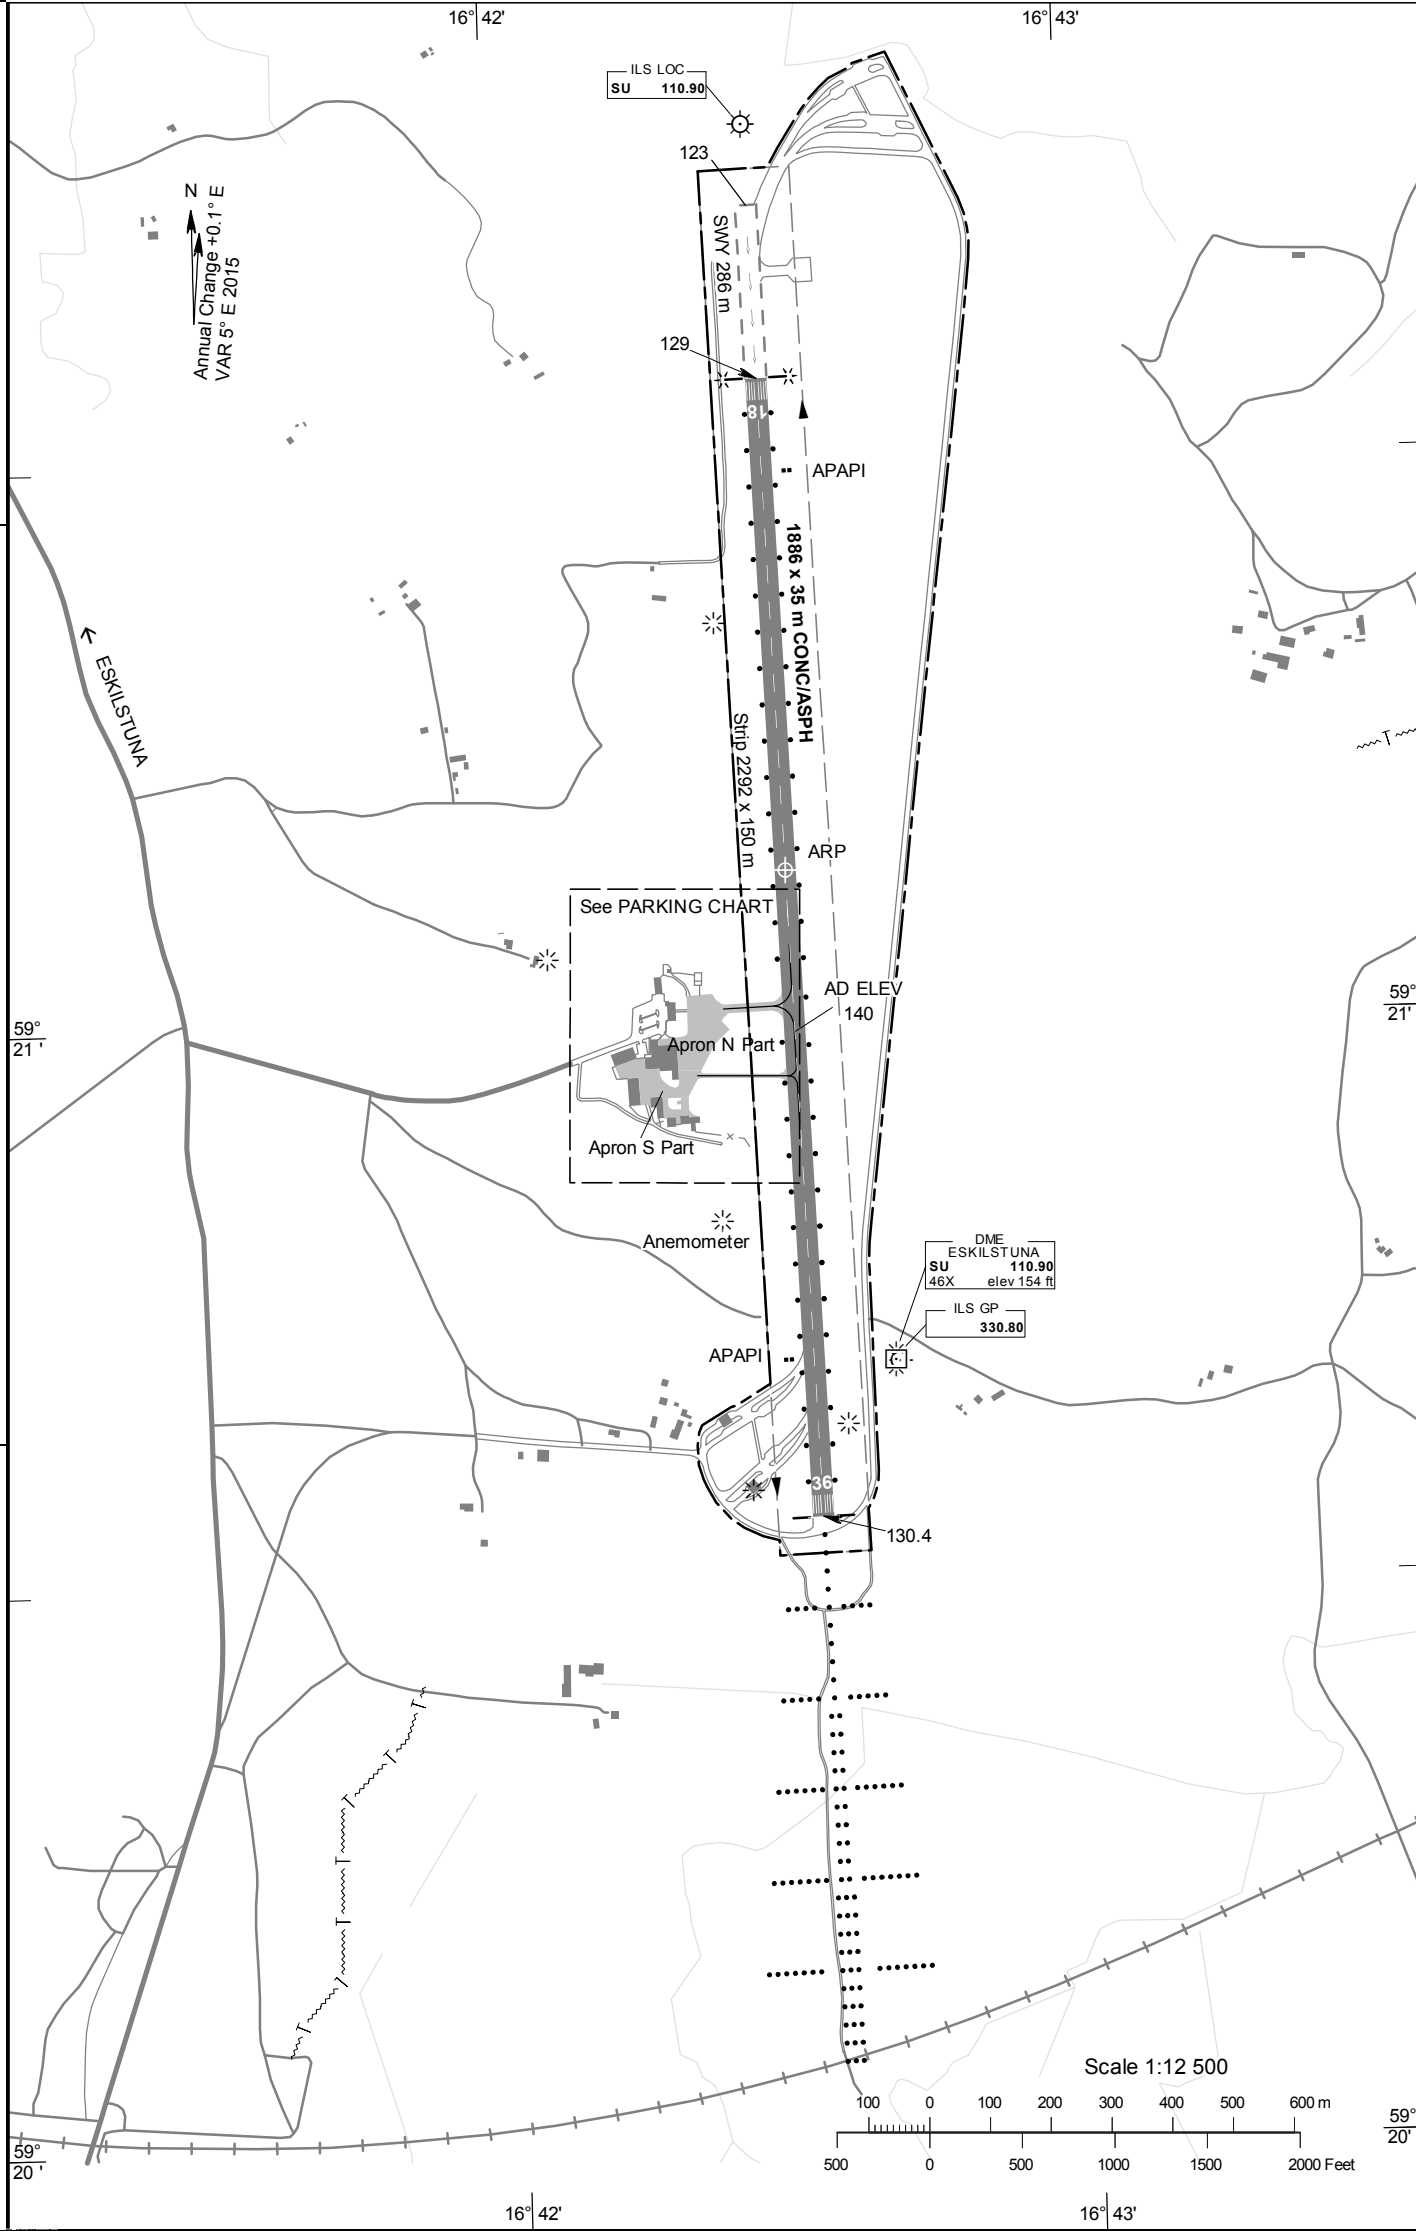 16° 42'
16° 43'
ILS LOC
SU 110.90
123
N
Annual Change +0.1° E
VAR 5° E 2015
SWY 286 m
129
18
APAPI
1886 x 35 m CONC/ASPH
ESKILSTUNA
T
Strip 2292 x 150 m
ARP
See PARKING CHART
AD ELEV
140
59°
21'
59°
21'
Apron N Part
Apron S Part
Anemometer
DME
ESKILSTUNA
SU 110.90
46X elev 154 ft
ILS GP
330.80
APAPI
36
130.4
T
T
T
T
T
T
T
Scale 1:12 500
100 0 100 200 300 400 500 600 m
500 0 500 1000 1500 2000 Feet
59°
20'
59°
20'
16° 42'
16° 43'